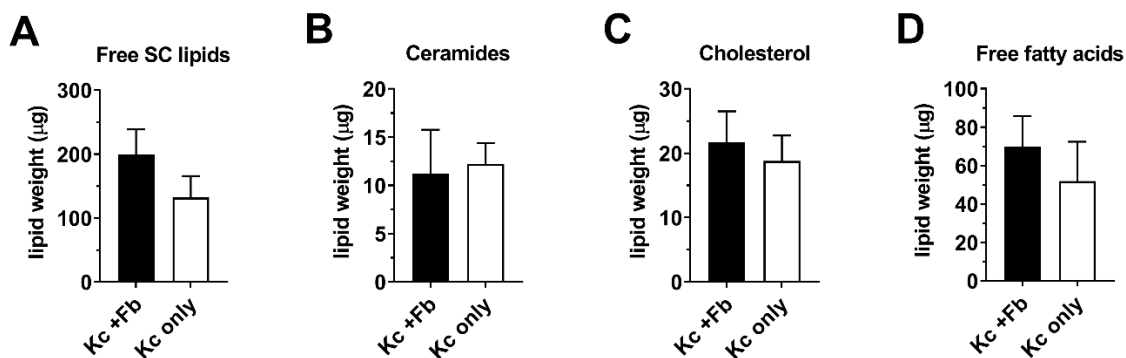 A
Free SC lipids
lipid weight (μg)
300
200
100
0
Kc +Fb
Kc only
B
Ceramides
lipid weight (μg)
20
15
10
5
0
Kc +Fb
Kc only
C
Cholesterol
lipid weight (μg)
30
20
10
0
Kc +Fb
Kc only
D
Free fatty acids
lipid weight (μg)
100
80
60
40
20
0
Kc +Fb
Kc only